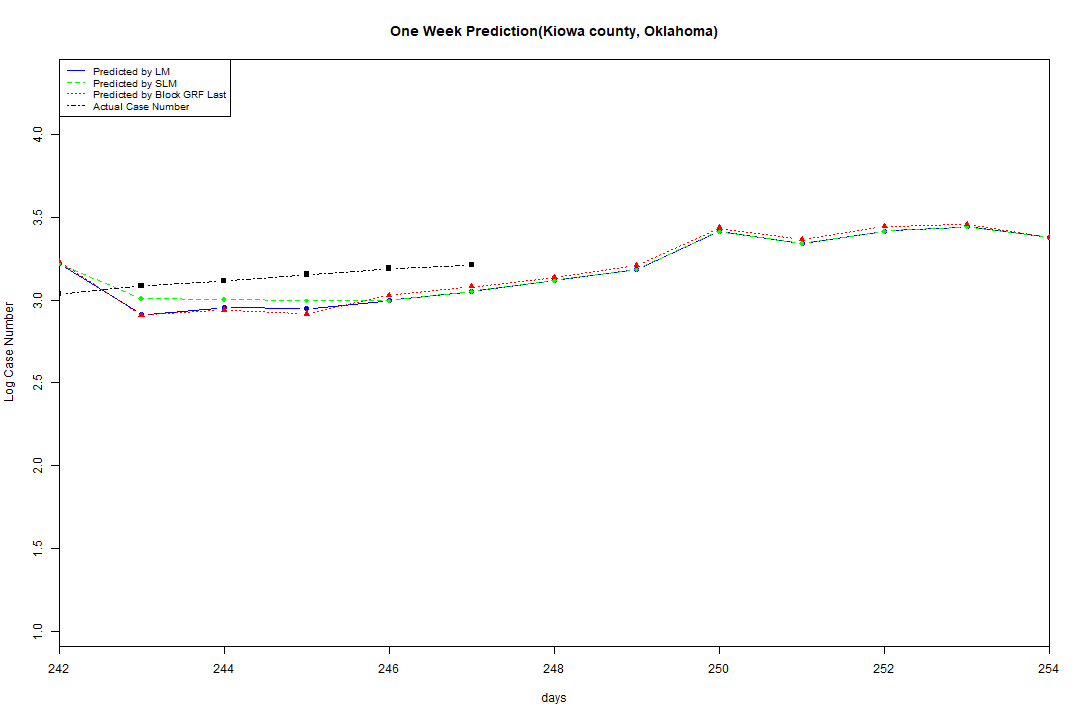 One Week Prediction(Kiowa county, Oklahoma)
Predicted by LM
Predicted by SLM
Predicted by Block GRF Last
Actual Case Number
4.0
3.5
3.0
2.5
2.0
1.5
1.0
Log Case Number
242 244 246 248 250 252 254
days